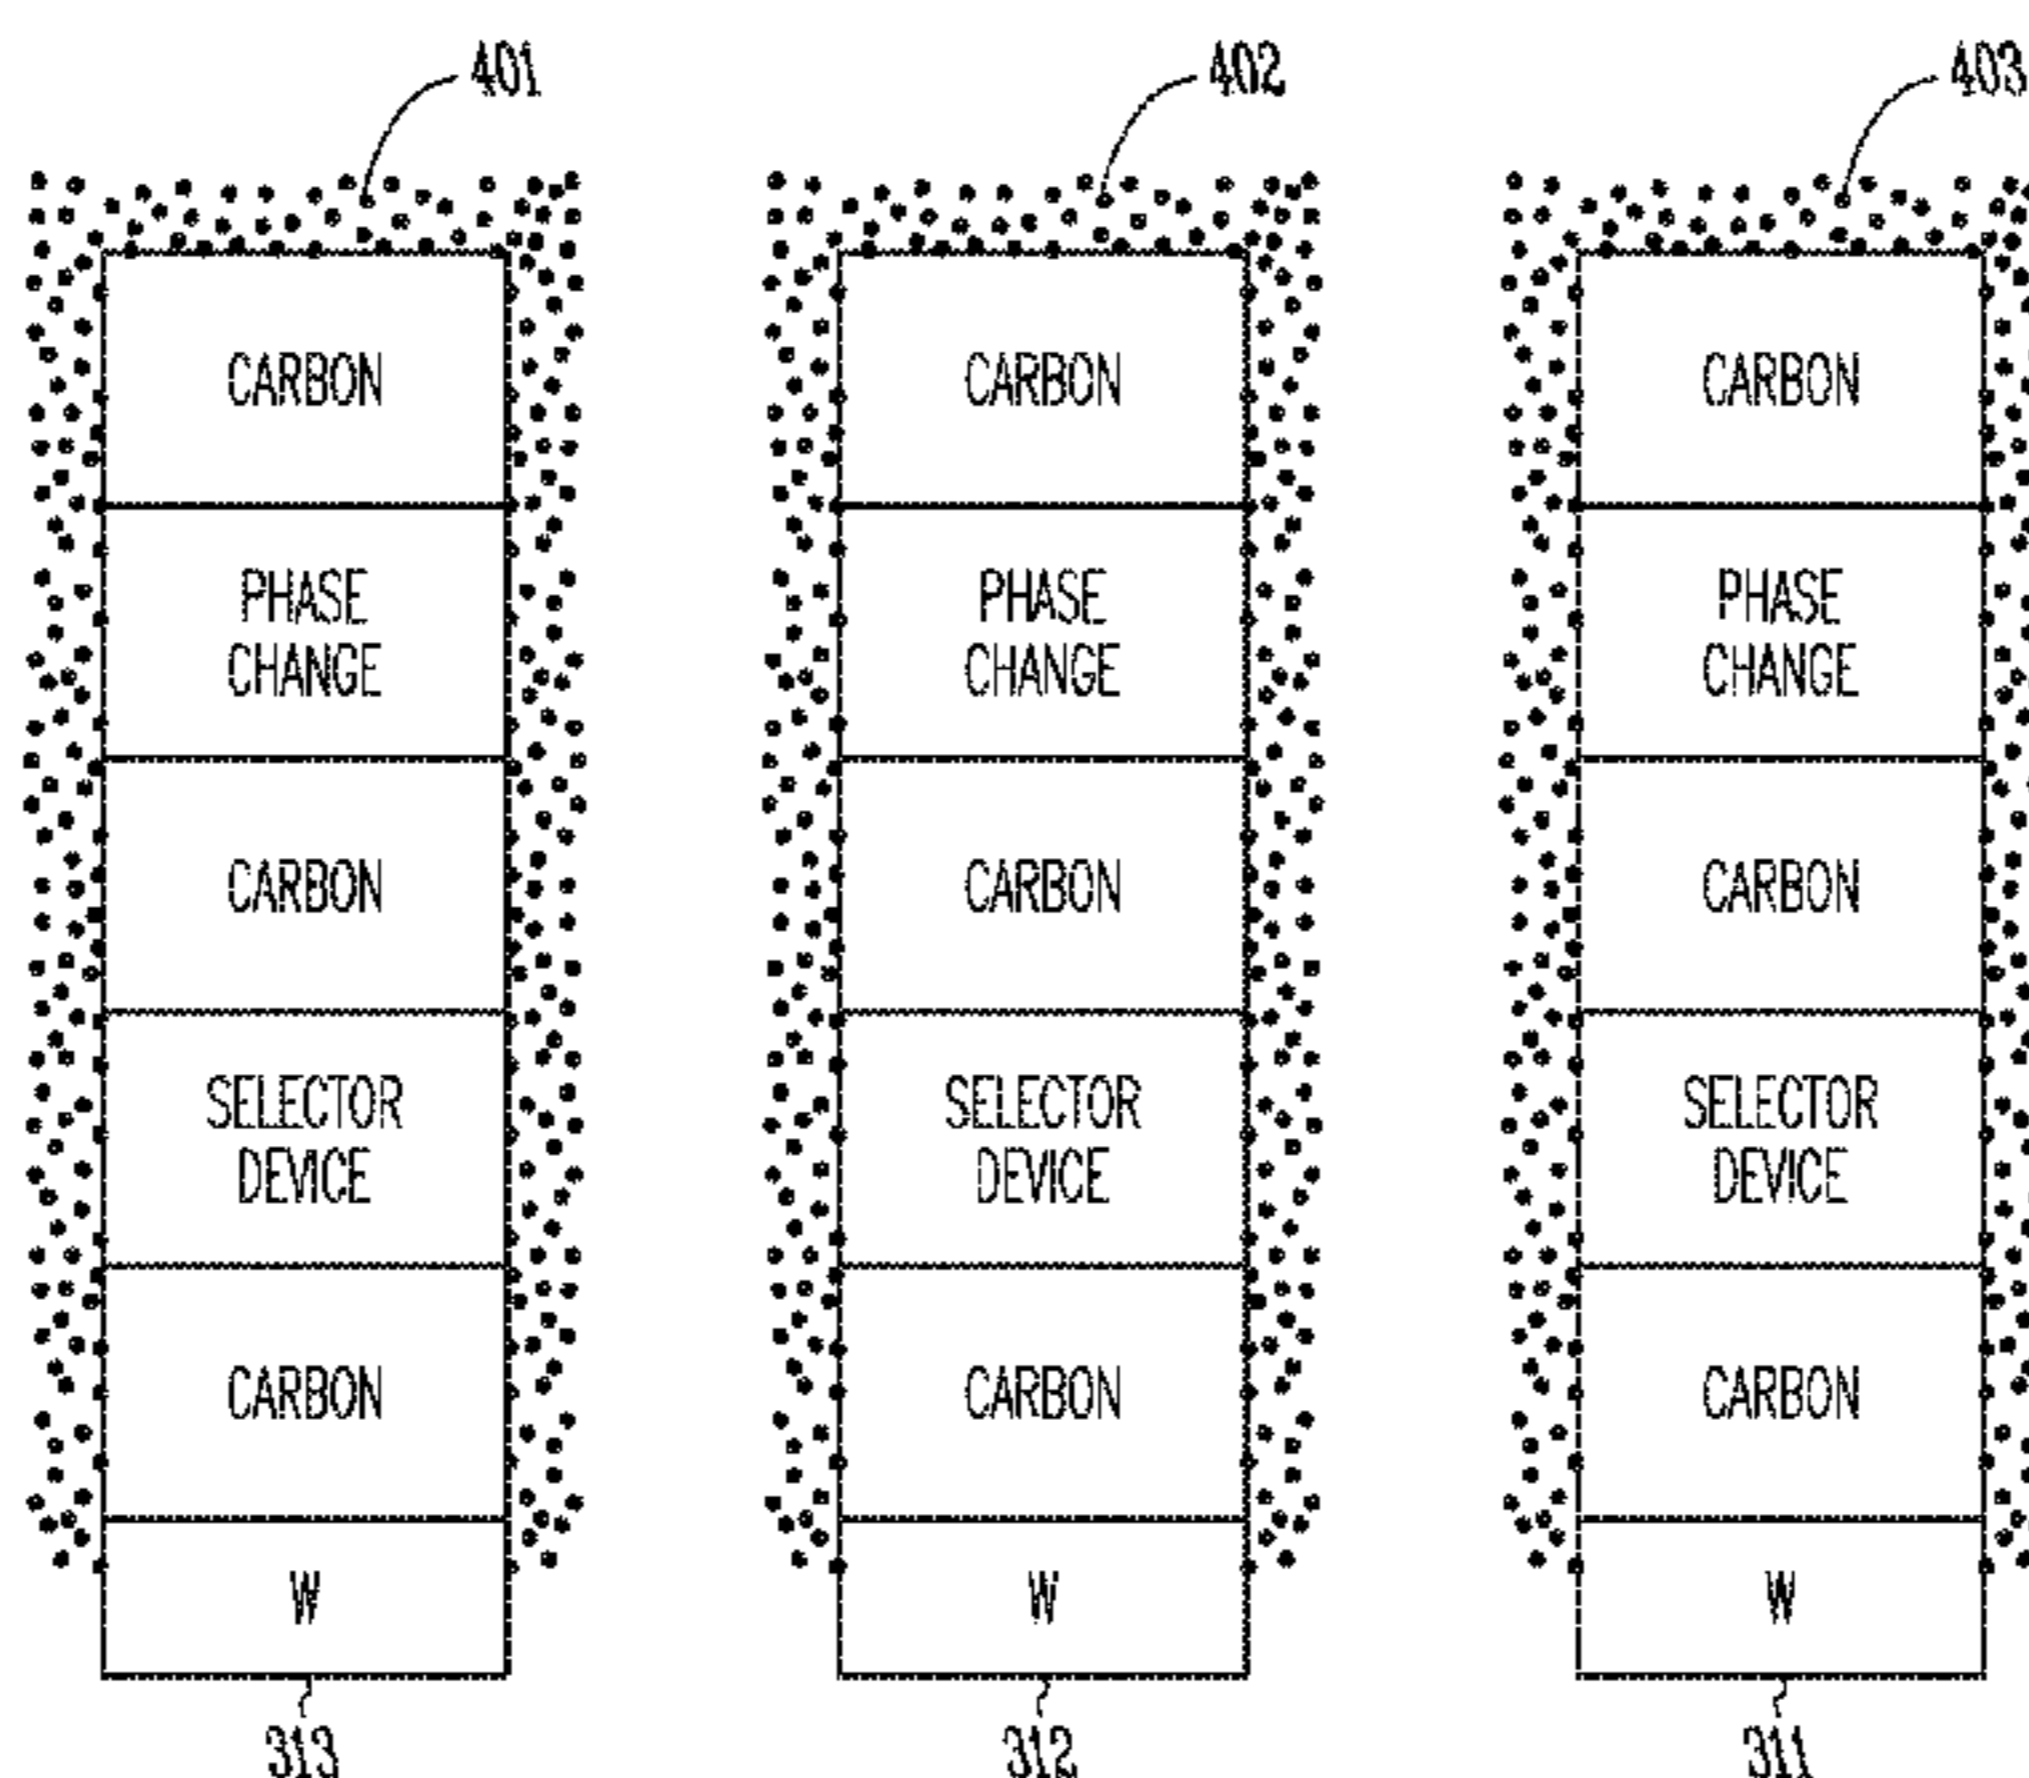 401 402 403
CARBON CARBON CARBON
PHASE PHASE PHASE
CHANGE CHANGE CHANGE
CARBON CARBON CARBON
SELECTOR SELECTOR SELECTOR
DEVICE DEVICE DEVICE
CARBON CARBON CARBON
W W W
313 312 311